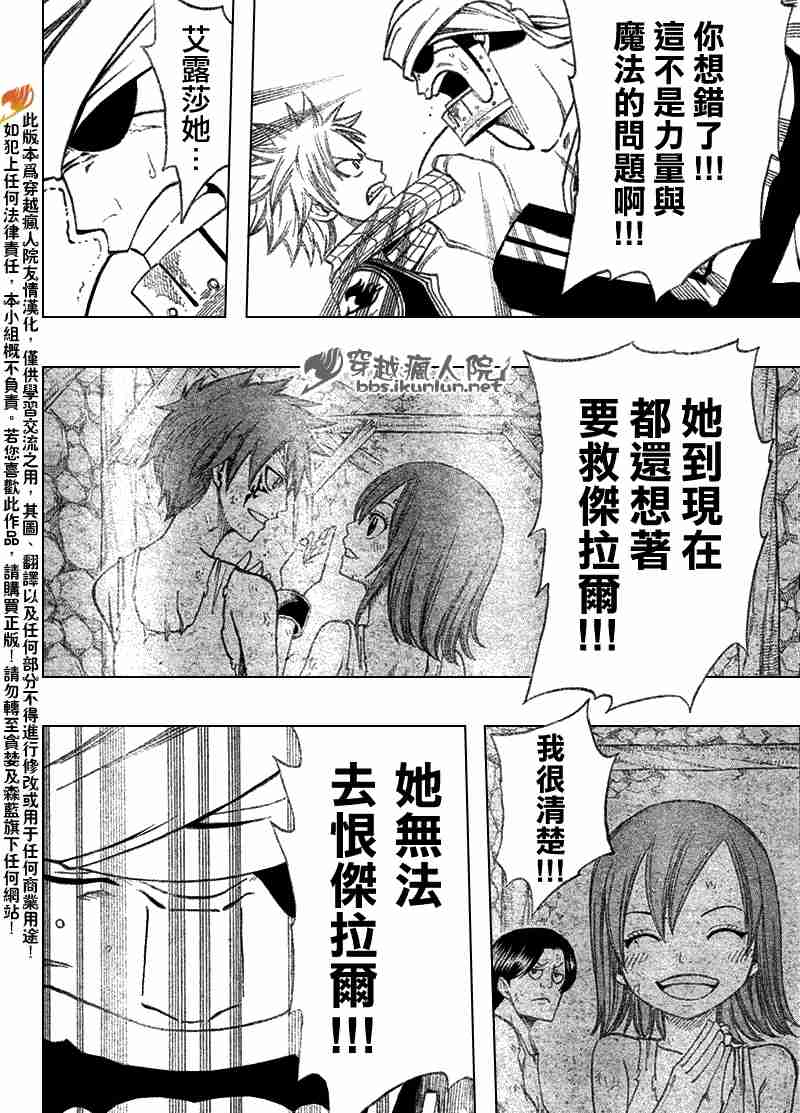 你想錯了!!!
這不是力量與
魔法的問題啊!!!
艾露莎她…
穿越瘋人院
bbs.ikunlun.net
她到現在
都還想著
要救傑拉爾!!!
我很清楚!!!
她無法
去恨傑拉爾!!!
此版本爲穿越瘋人院友情漢化，僅供學習交流之用，其圖、翻譯以及任何部分不得進行修改或用于任何商業用途！
如犯上任何法律責任，本小組概不負責。若您喜歡此作品，請購買正版！請勿轉至貪婪及森藍旗下任何網站！